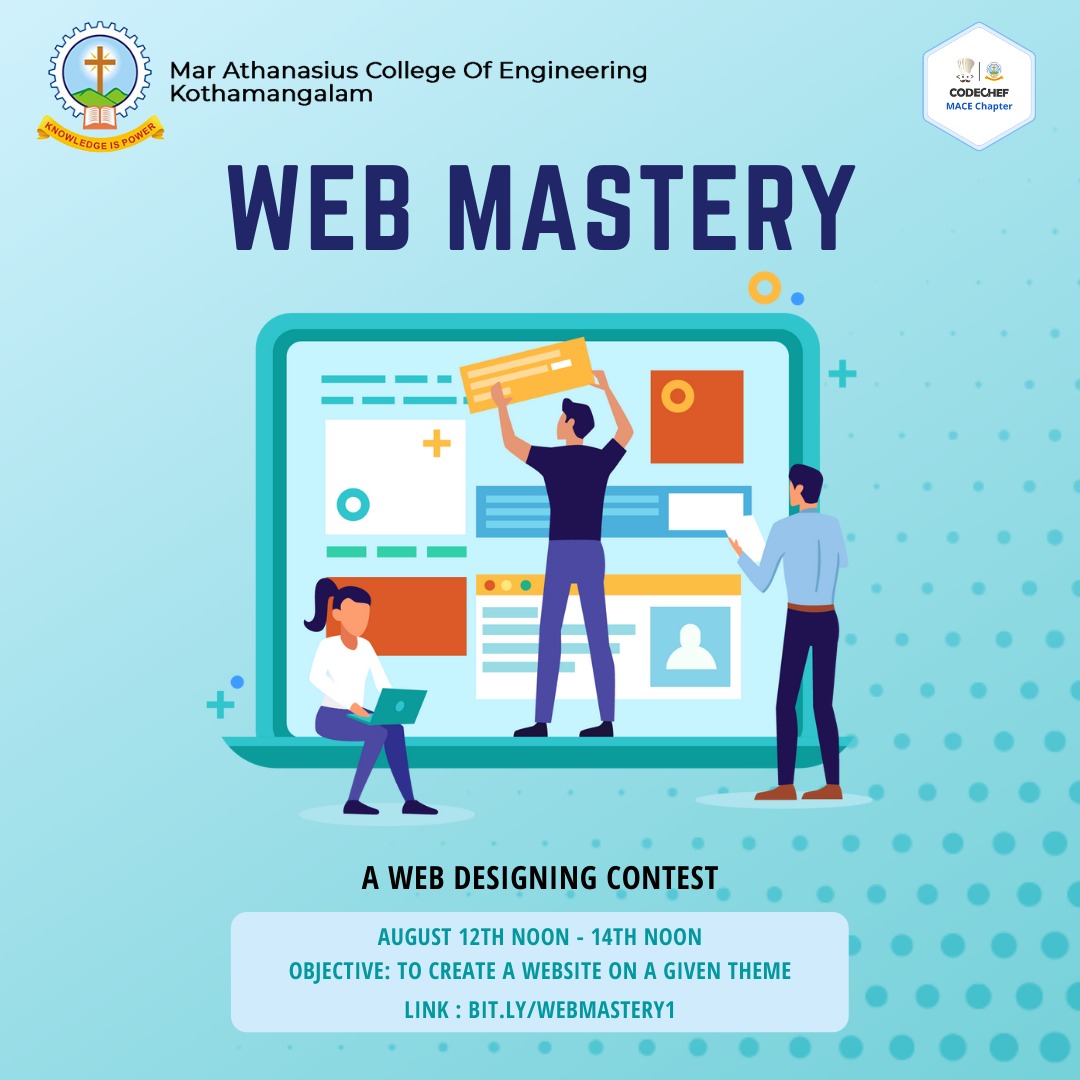 Mar Athanasius College Of Engineering
Kothamangalam
KNOWLEDGE IS POWER
CODECHEF
MACE Chapter
WEB MASTERY
A WEB DESIGNING CONTEST
AUGUST 12TH NOON - 14TH NOON
OBJECTIVE: TO CREATE A WEBSITE ON A GIVEN THEME
LINK : BIT.LY/WEBMASTERY1